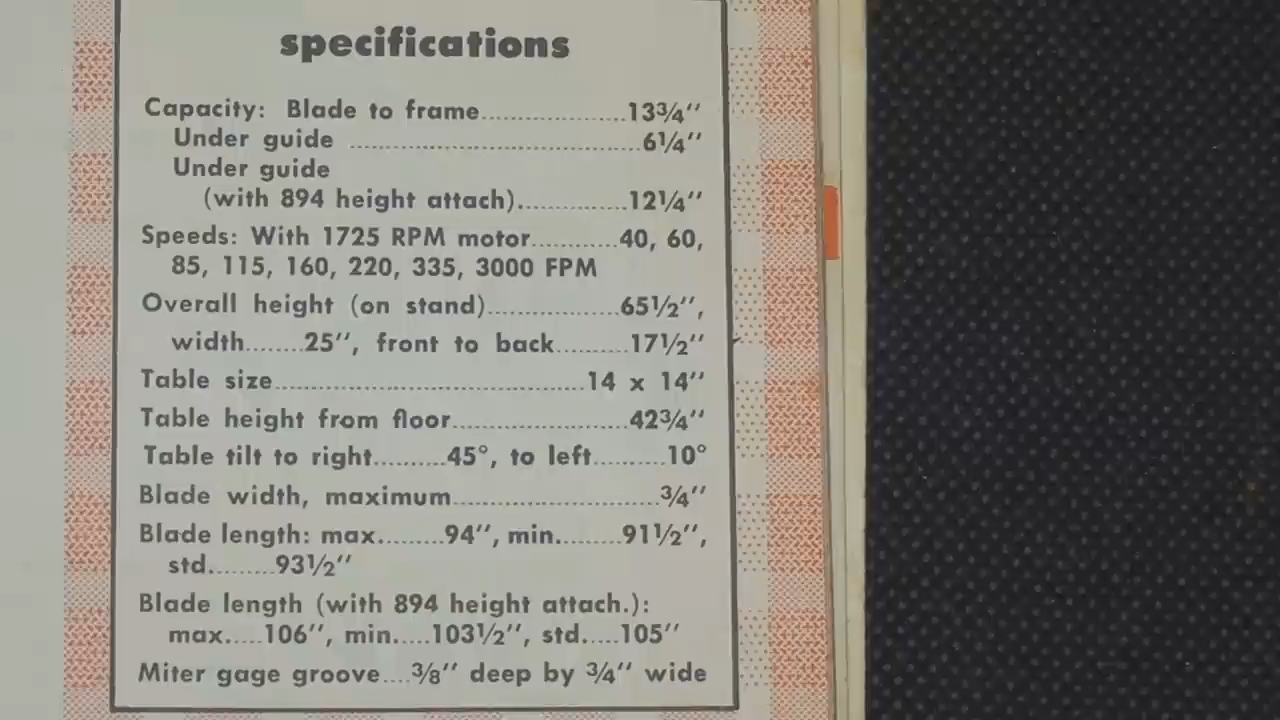 specifications
Capacity: Blade to frame....................13¾"
Under guide .........................................6¼"
Under guide
(with 894 height attach)...............12¼"
Speeds: With 1725 RPM motor............40, 60,
85, 115, 160, 220, 335, 3000 FPM
Overall height (on stand)...................65½",
width........25", front to back..........17½"
Table size............................................14 x 14"
Table height from floor.........................42¾"
Table tilt to right..........45°, to left..........10°
Blade width, maximum.............................¾"
Blade length: max.........94", min.........91½",
std.........93½"
Blade length (with 894 height attach.):
max.....106", min.....103½", std.....105"
Miter gage groove....⅜" deep by ¾" wide